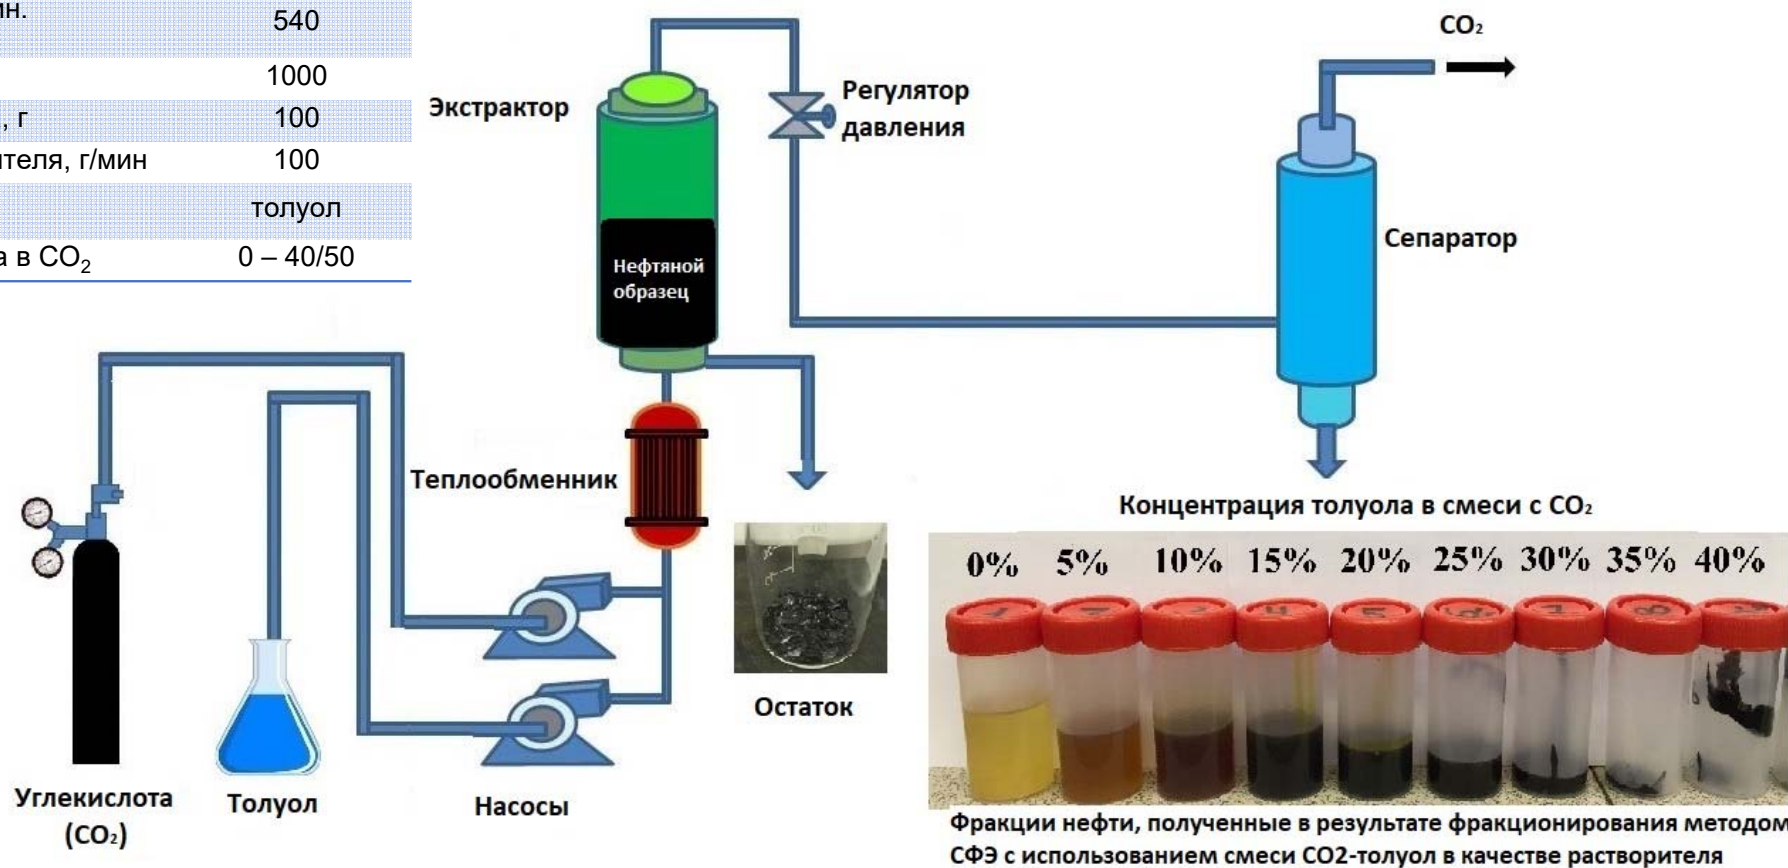 ин.
540
1000
, г 100
ителя, г/мин 100
толуол
а в CO₂ 0 – 40/50
CO₂
Экстрактор
Регулятор
давления
Сепаратор
Нефтяной
образец
Теплообменник
Концентрация толуола в смеси с CO₂
0% 5% 10% 15% 20% 25% 30% 35% 40%
Остаток
Углекислота
(CO₂)
Толуол
Насосы
Фракции нефти, полученные в результате фракционирования методом
СФЭ с использованием смеси CO2-толуол в качестве растворителя